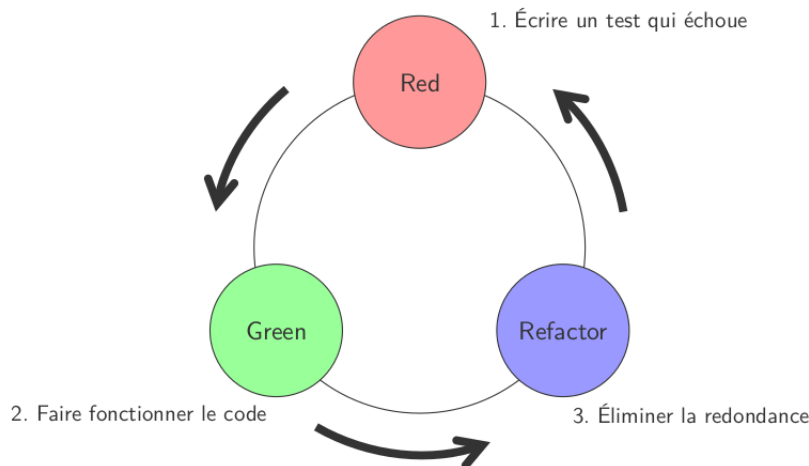 1. Écrire un test qui échoue
Red
Green
Refactor
2. Faire fonctionner le code
3. Éliminer la redondance